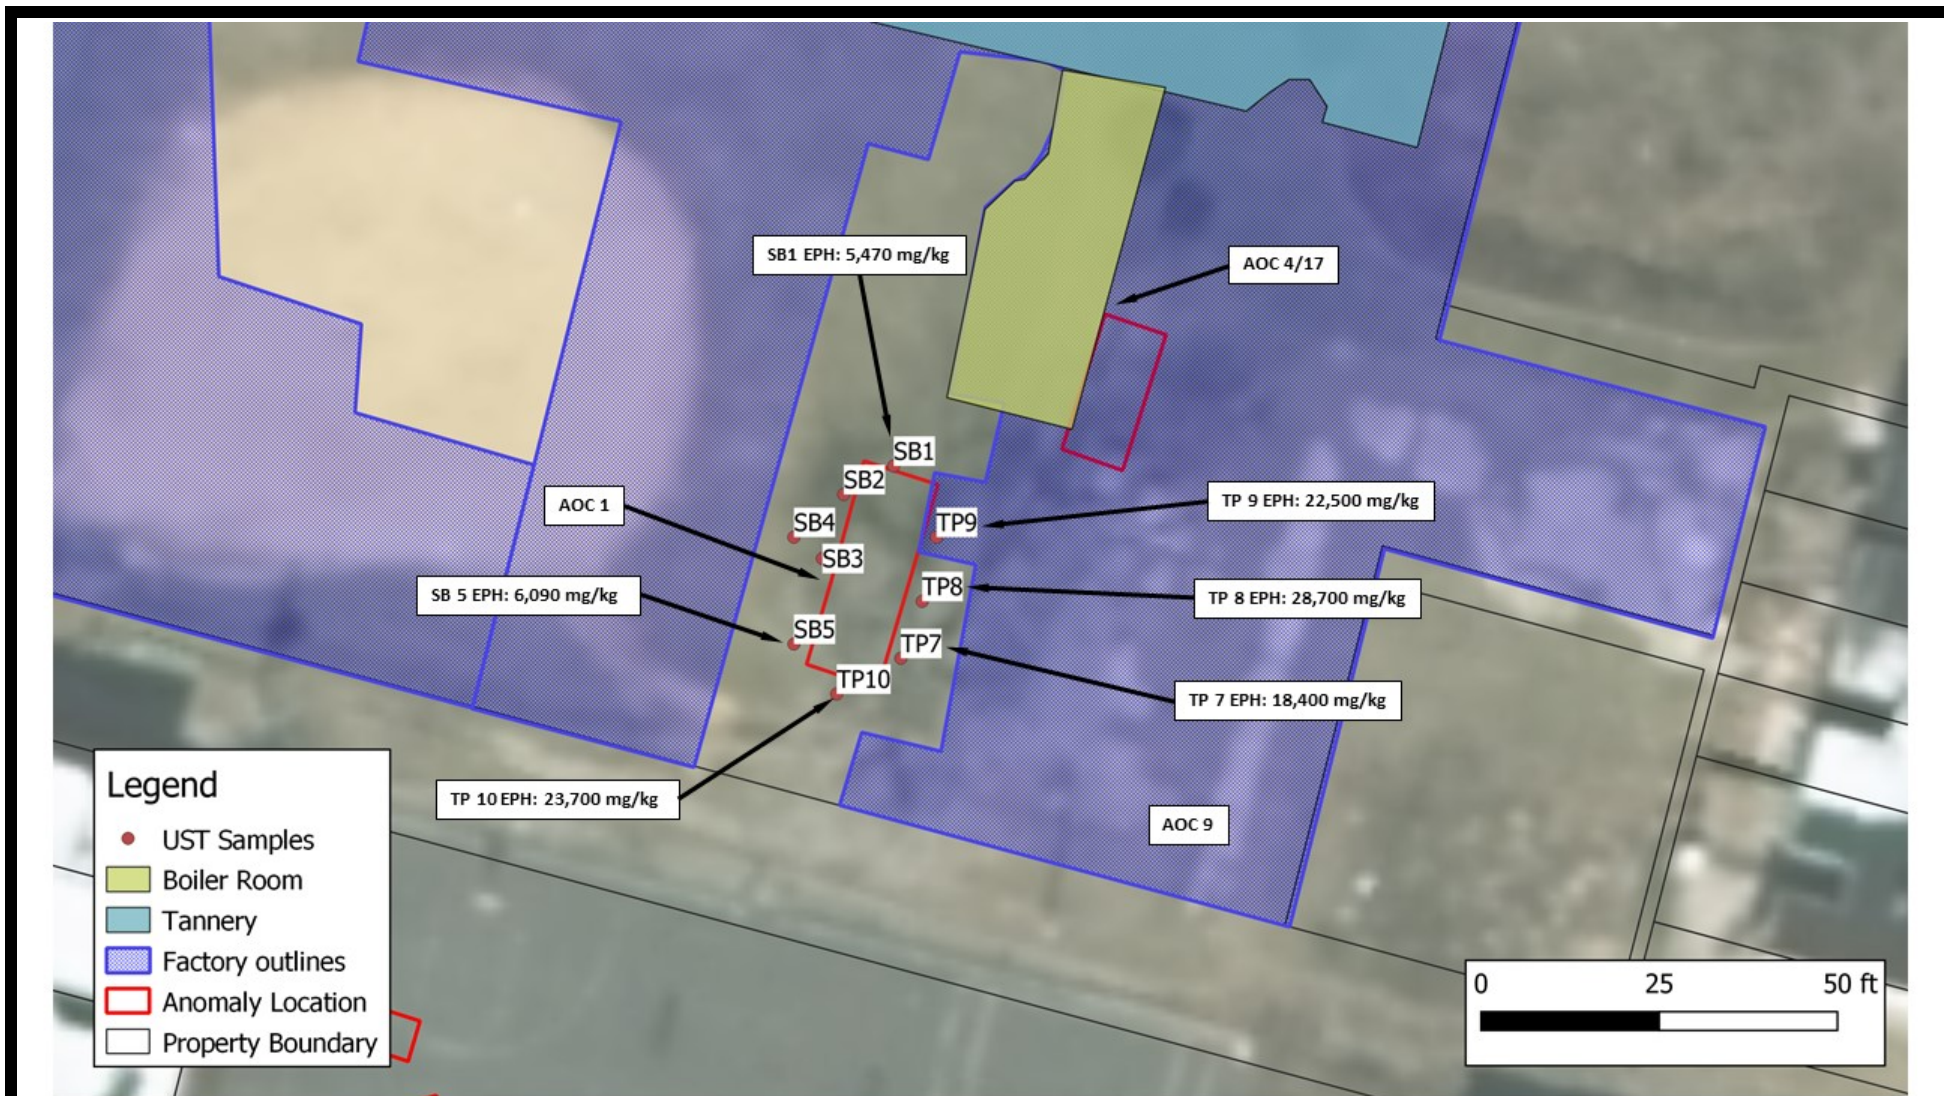 SB1 EPH: 5,470 mg/kg
AOC 4/17
SB1
SB2
AOC 1
TP 9 EPH: 22,500 mg/kg
SB4
TP9
SB3
SB 5 EPH: 6,090 mg/kg
TP8
TP 8 EPH: 28,700 mg/kg
SB5
TP7
TP10
TP 7 EPH: 18,400 mg/kg
TP 10 EPH: 23,700 mg/kg
AOC 9
Legend
UST Samples
Boiler Room
Tannery
Factory outlines
Anomaly Location
Property Boundary
0 25 50 ft